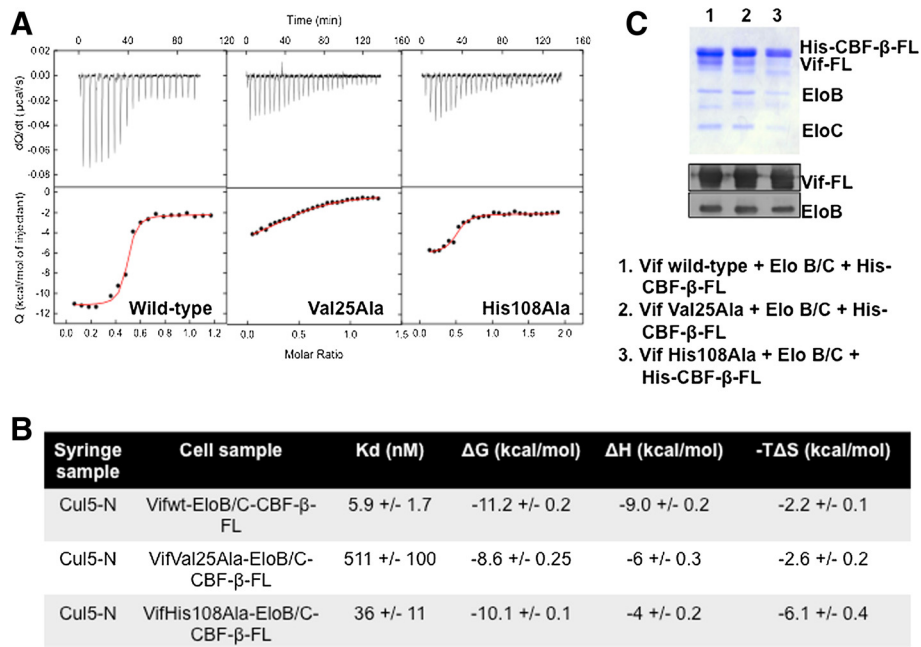 A
Time (min)
0 40 80 120
0 40 80 120
0 40 80 120 160
0.02
0.00
-0.02
-0.04
-0.06
-0.08
dQ/dt (µcal/s)
0
-2
-4
-6
-8
-10
-12
Q (kcal/mol of injectant)
Wild-type
Val25Ala
His108Ala
0.0 0.2 0.4 0.6 0.8 1.0 1.2
0.0 0.5 1.0 1.5
0.0 0.5 1.0 1.5 2.0
Molar Ratio
C
1 2 3
His-CBF-β-FL
Vif-FL
EloB
EloC
Vif-FL
EloB
1. Vif wild-type + Elo B/C + His-
CBF-β-FL
2. Vif Val25Ala + Elo B/C + His-
CBF-β-FL
3. Vif His108Ala + Elo B/C +
His-CBF-β-FL
B
Syringe sample Cell sample Kd (nM) ΔG (kcal/mol) ΔH (kcal/mol) -TΔS (kcal/mol)
Cul5-N Vifwt-EloB/C-CBF-β-FL 5.9 +/- 1.7 -11.2 +/- 0.2 -9.0 +/- 0.2 -2.2 +/- 0.1
Cul5-N VifVal25Ala-EloB/C-CBF-β-FL 511 +/- 100 -8.6 +/- 0.25 -6 +/- 0.3 -2.6 +/- 0.2
Cul5-N VifHis108Ala-EloB/C-CBF-β-FL 36 +/- 11 -10.1 +/- 0.1 -4 +/- 0.2 -6.1 +/- 0.4